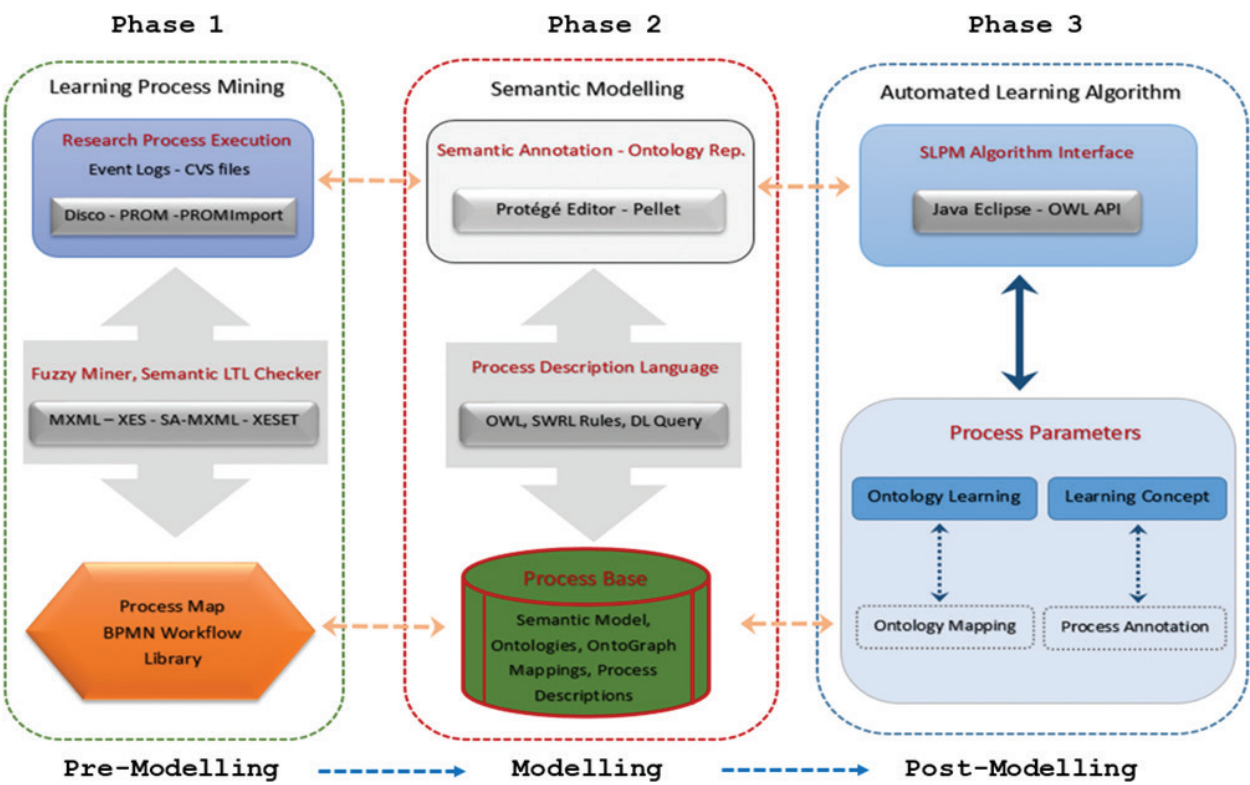 Phase 1
Phase 2
Phase 3
Learning Process Mining
Research Process Execution
Event Logs - CVS files
Disco - PROM -PROMImport
Fuzzy Miner, Semantic LTL Checker
MXML – XES - SA-MXML - XESET
Process Map
BPMN Workflow
Library
Semantic Modelling
Semantic Annotation - Ontology Rep.
Protégé Editor - Pellet
Process Description Language
OWL, SWRL Rules, DL Query
Process Base
Semantic Model,
Ontologies, OntoGraph
Mappings, Process
Descriptions
Automated Learning Algorithm
SLPM Algorithm Interface
Java Eclipse - OWL API
Process Parameters
Ontology Learning
Learning Concept
Ontology Mapping
Process Annotation
Pre-Modelling
Modelling
Post-Modelling